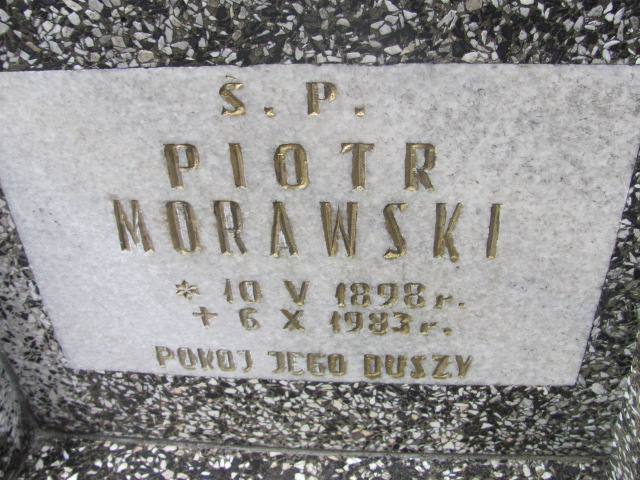 Ś. P.
PIOTR
MORAWSKI
* 10 V 1898 r.
+ 6 X 1983 r.
POKOJ JEGO DUSZY